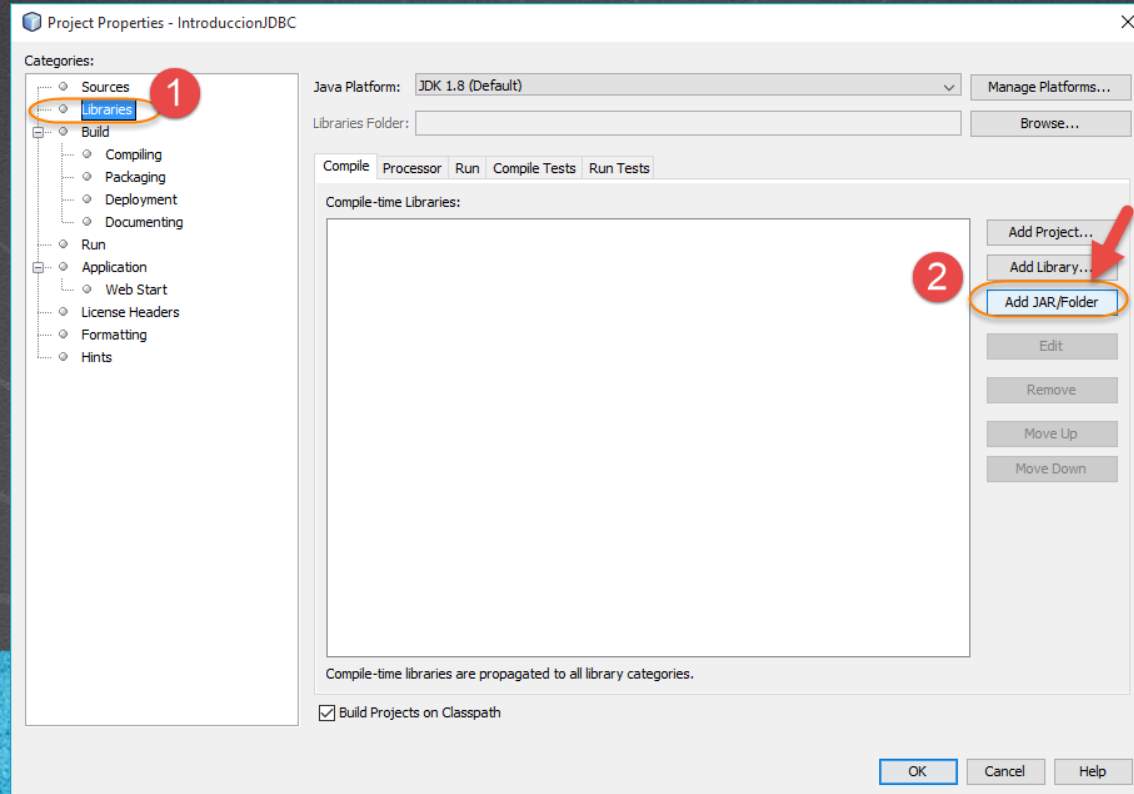 Project Properties - IntroduccionJDBC
Categories:
Sources
1
Libraries
Build
Compiling
Packaging
Deployment
Documenting
Run
Application
Web Start
License Headers
Formatting
Hints
Java Platform: JDK 1.8 (Default) Manage Platforms...
Libraries Folder: Browse...
Compile Processor Run Compile Tests Run Tests
Compile-time Libraries:
Add Project...
2
Add Library...
Add JAR/Folder
Edit
Remove
Move Up
Move Down
Compile-time libraries are propagated to all library categories.
Build Projects on Classpath
OK Cancel Help